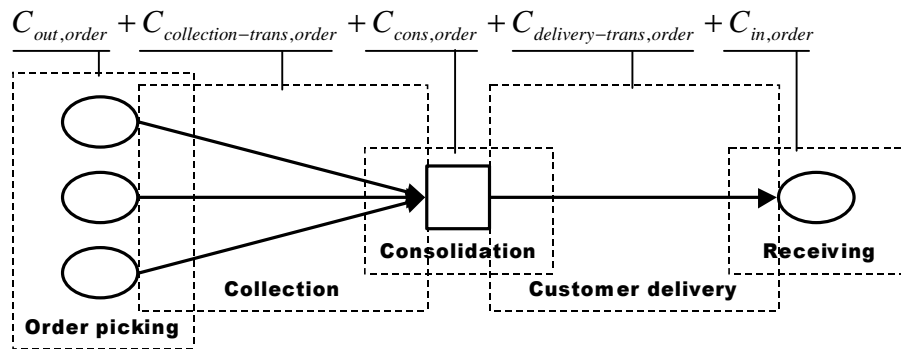 C_{out,order} + C_{collection-trans,order} + C_{cons,order} + C_{delivery-trans,order} + C_{in,order}
Consolidation
Receiving
Collection
Customer delivery
Order picking